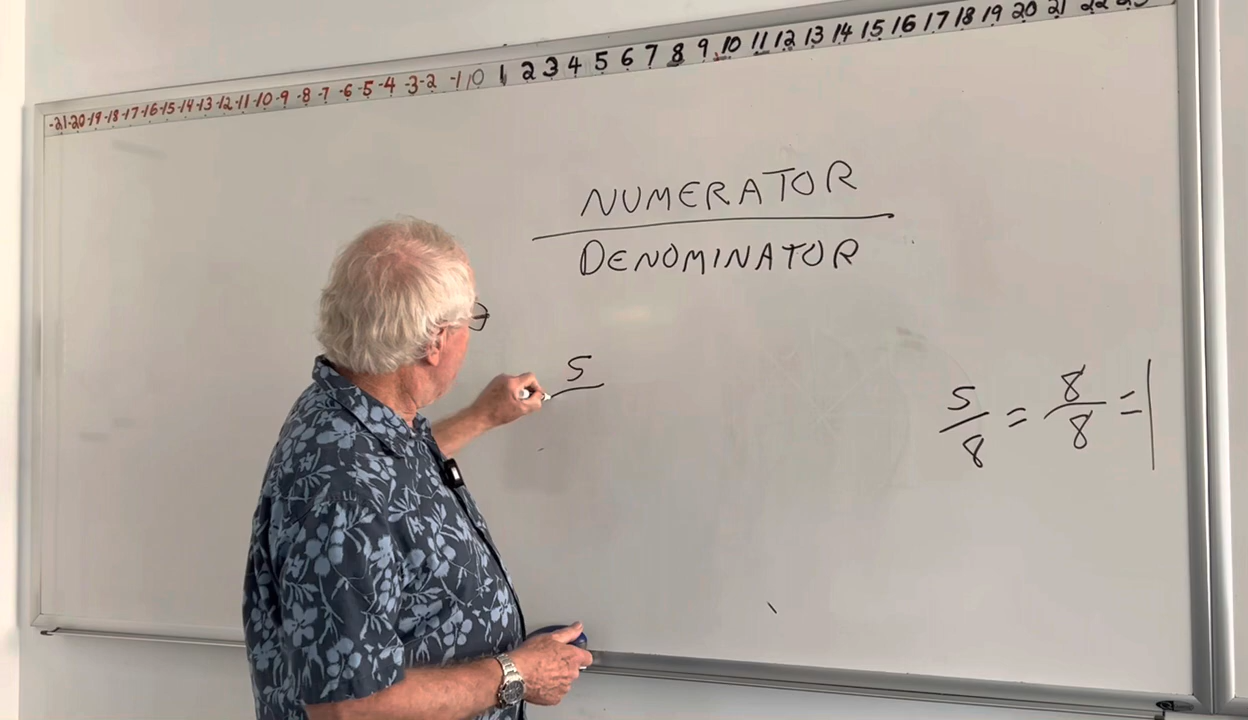 -21 -20 -19 -18 -17 -16 -15 -14 -13 -12 -11 -10 -9 -8 -7 -6 -5 -4 -3 -2 -1 0 1 2 3 4 5 6 7 8 9 10 11 12 13 14 15 16 17 18 19 20 21 22 23
NUMERATOR
DENOMINATOR
5
5/8 = 8/8 = 1